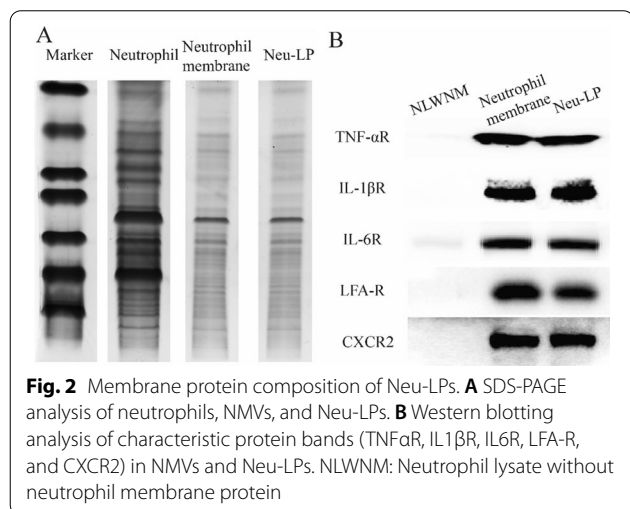 A
B
Marker
Neutrophil
Neutrophil
membrane
Neu-LP
NLWNM
Neutrophil
membrane
Neu-LP
TNF-αR
IL-1βR
IL-6R
LFA-R
CXCR2
Fig. 2 Membrane protein composition of Neu-LPs. A SDS-PAGE
analysis of neutrophils, NMVs, and Neu-LPs. B Western blotting
analysis of characteristic protein bands (TNFαR, IL1βR, IL6R, LFA-R,
and CXCR2) in NMVs and Neu-LPs. NLWNM: Neutrophil lysate without
neutrophil membrane protein